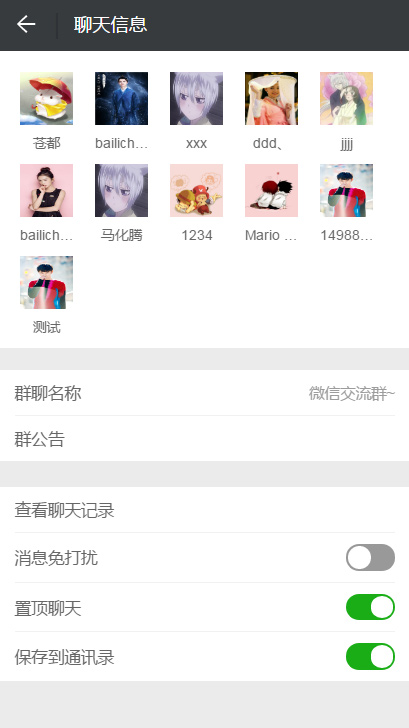 聊天信息
苍都 bailich… xxx ddd、 jjjj
bailich… 马化腾 1234 Mario … 14988…
测试
群聊名称 微信交流群~
群公告
查看聊天记录
消息免打扰
置顶聊天
保存到通讯录